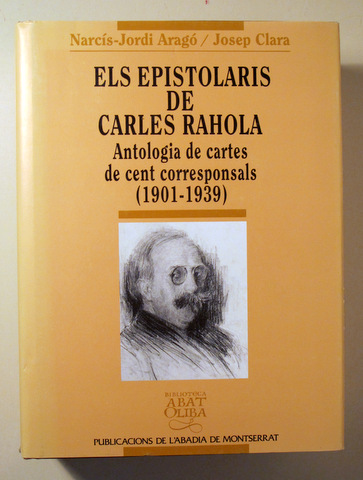 Narcís-Jordi Aragó / Josep Clara
ELS EPISTOLARIS
DE
CARLES RAHOLA
Antologia de cartes
de cent corresponsals
(1901-1939)
BIBLIOTECA
ABAT
OLIBA
PUBLICACIONS DE L'ABADIA DE MONTSERRAT